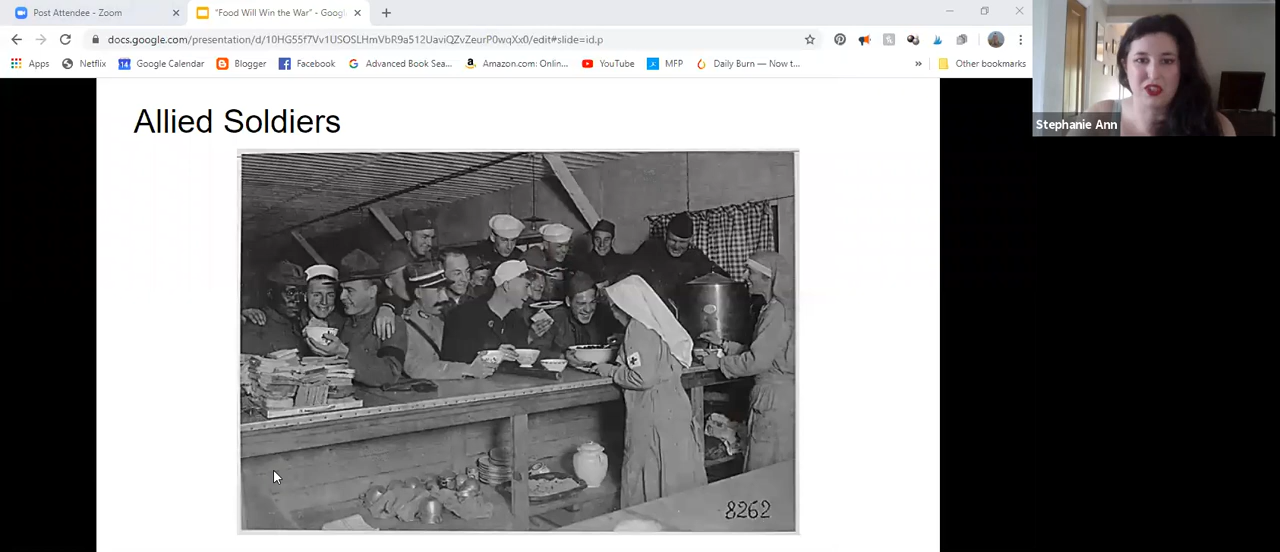 Post Attendee - Zoom
"Food Will Win the War" - Googl
docs.google.com/presentation/d/10HG55f7Vv1USOSLHmVbR9a512UaviQZvZeurP0wqXx0/edit#slide=id.p
Apps
Netflix
Google Calendar
Blogger
Facebook
Advanced Book Sea...
Amazon.com: Onlin...
YouTube
MFP
Daily Burn — Now t...
»
Other bookmarks
Stephanie Ann
Allied Soldiers
8262